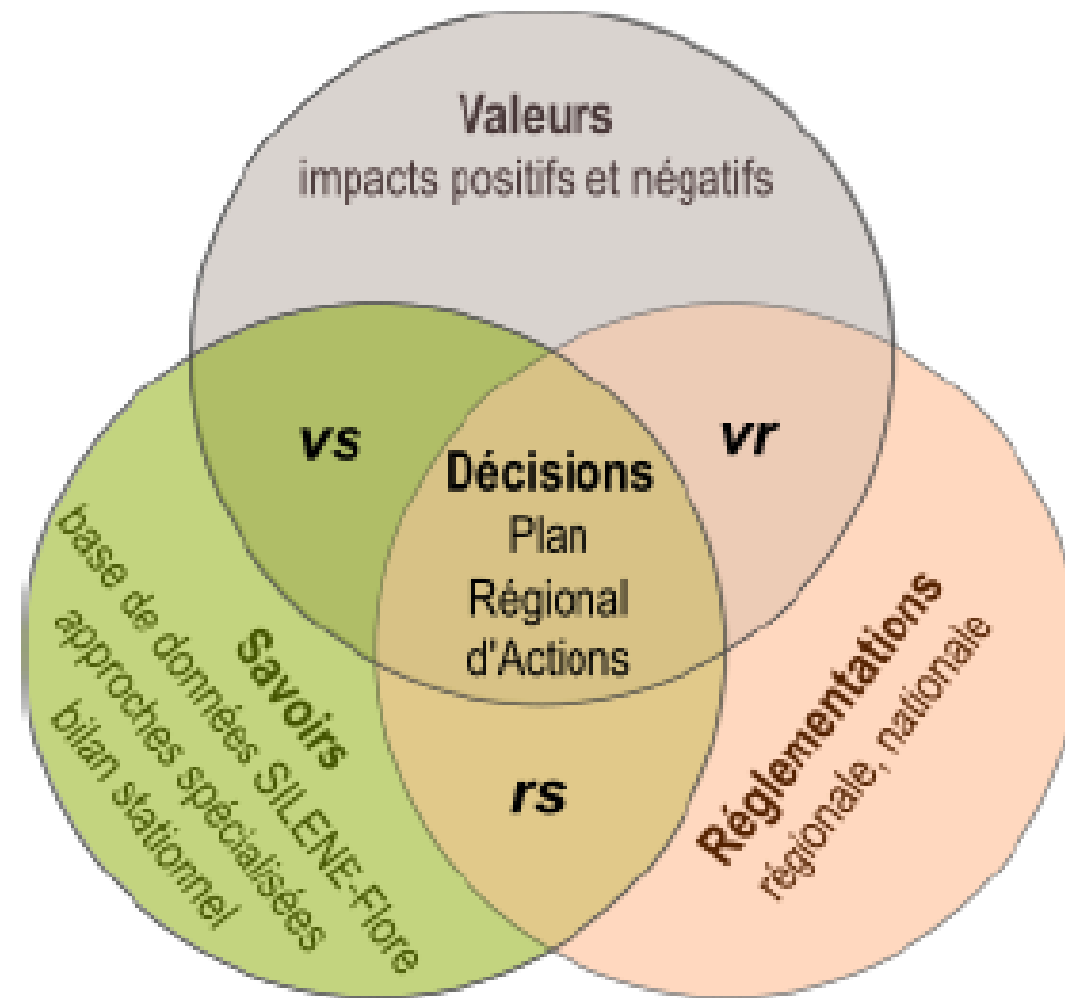 Valeurs
impacts positifs et négatifs
vs
vr
Décisions
Plan
Régional
d'Actions
Savoirs
base de données SILENE-Flore
approches spécialisées
bilan stationnel
Réglementations
régionale, nationale
rs